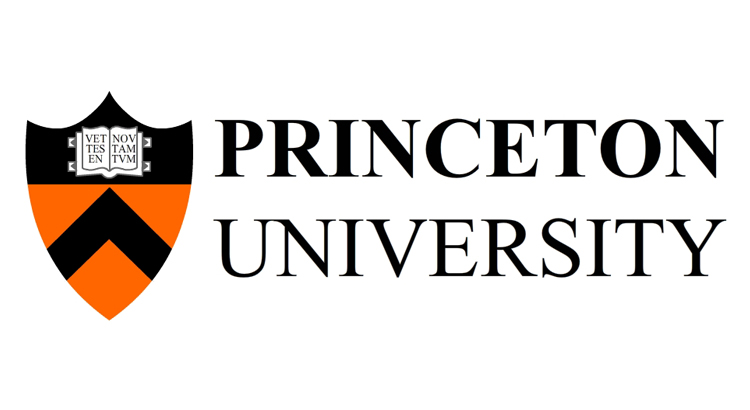 VET NOV
TES TAM
EN TVM
PRINCETON
UNIVERSITY